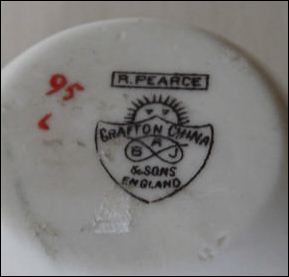 R. PEARCE
95
GRAFTON CHINA
A
B J
& SONS
ENGLAND